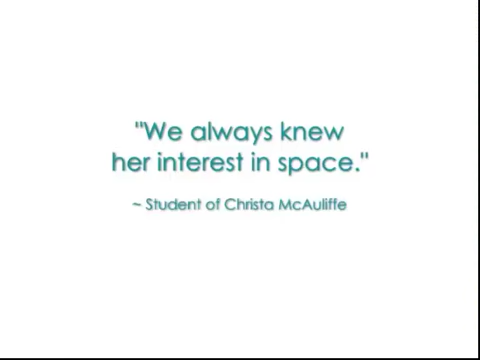 "We always knew
her interest in space."
~ Student of Christa McAuliffe